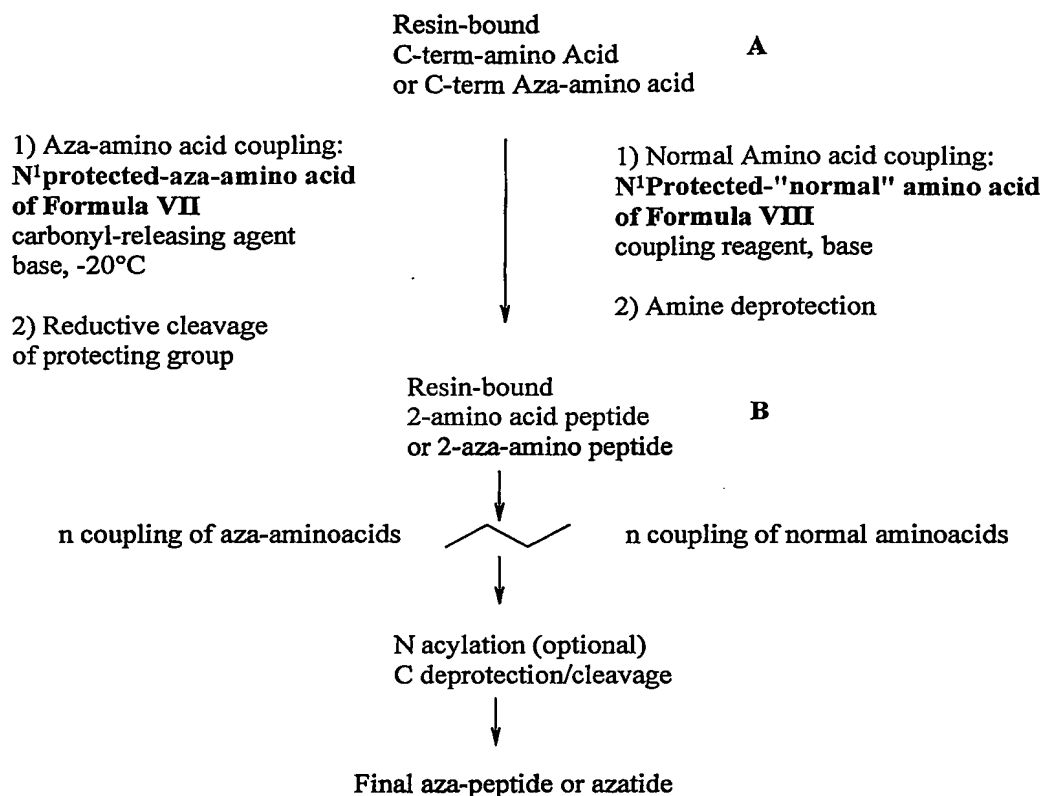 Resin-bound
C-term-amino Acid
or C-term Aza-amino acid
A
1) Aza-amino acid coupling:
N¹protected-aza-amino acid
of Formula VII
carbonyl-releasing agent
base, -20°C
2) Reductive cleavage
of protecting group
1) Normal Amino acid coupling:
N¹Protected-"normal" amino acid
of Formula VIII
coupling reagent, base
2) Amine deprotection
Resin-bound
2-amino acid peptide
or 2-aza-amino peptide
B
n coupling of aza-aminoacids
n coupling of normal aminoacids
N acylation (optional)
C deprotection/cleavage
Final aza-peptide or azatide